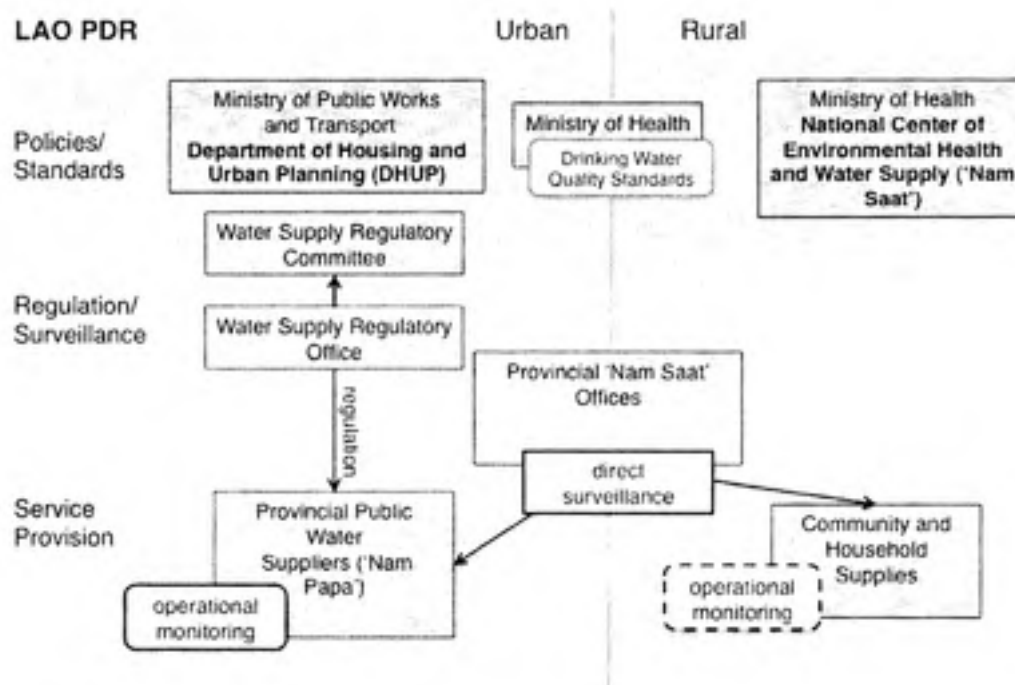 LAO PDR
Urban
Rural
Policies/
Standards
Ministry of Public Works
and Transport
Department of Housing and
Urban Planning (DHUP)
Ministry of Health
Drinking Water
Quality Standards
Ministry of Health
National Center of
Environmental Health
and Water Supply ('Nam
Saat')
Regulation/
Surveillance
Water Supply Regulatory
Committee
Water Supply Regulatory
Office
regulation
Provincial 'Nam Saat'
Offices
direct
surveillance
Service
Provision
Provincial Public
Water
Suppliers ('Nam
Papa')
operational
monitoring
Community and
Household
Supplies
operational
monitoring